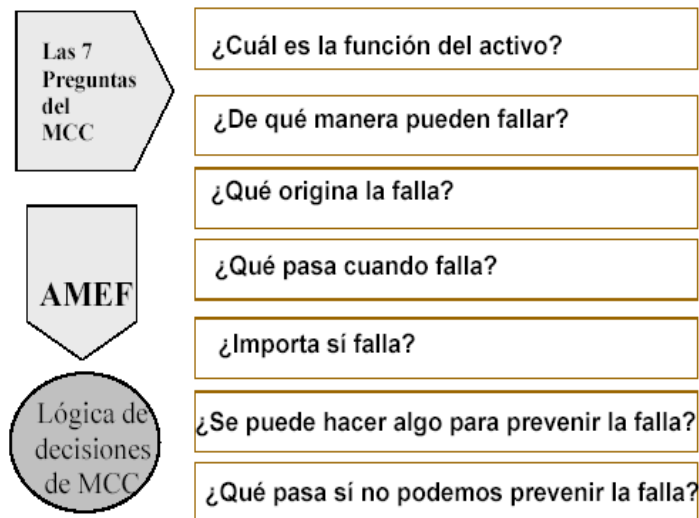 Las 7
Preguntas
del
MCC
¿Cuál es la función del activo?
¿De qué manera pueden fallar?
¿Qué origina la falla?
¿Qué pasa cuando falla?
AMEF
¿Importa sí falla?
Lógica de
decisiones
de MCC
¿Se puede hacer algo para prevenir la falla?
¿Qué pasa sí no podemos prevenir la falla?